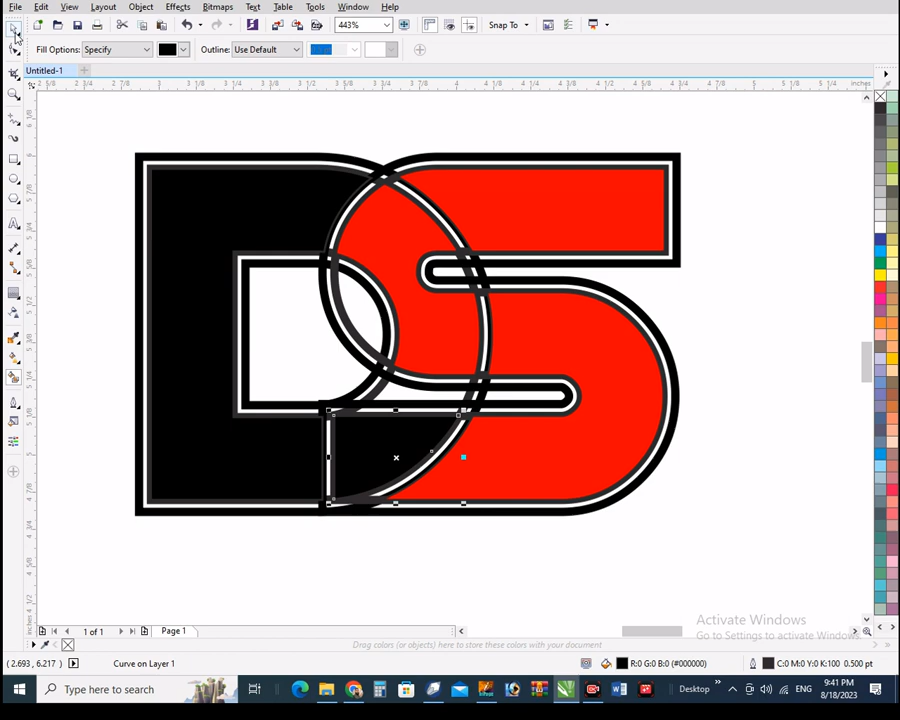 File Edit View Layout Object Effects Bitmaps Text Table Tools Window Help
443% Snap To
Fill Options: Specify Outline: Use Default
Untitled-1
inches
DS
Activate Windows
Go to Settings to activate Windows.
1 of 1 Page 1
Drag colors (or objects) here to store these colors with your document
(2.693, 6.217) Curve on Layer 1 R:0 G:0 B:0 (#000000) C:0 M:0 Y:0 K:100 0.500 pt
Type here to search Desktop ENG 9:41 PM
8/18/2023